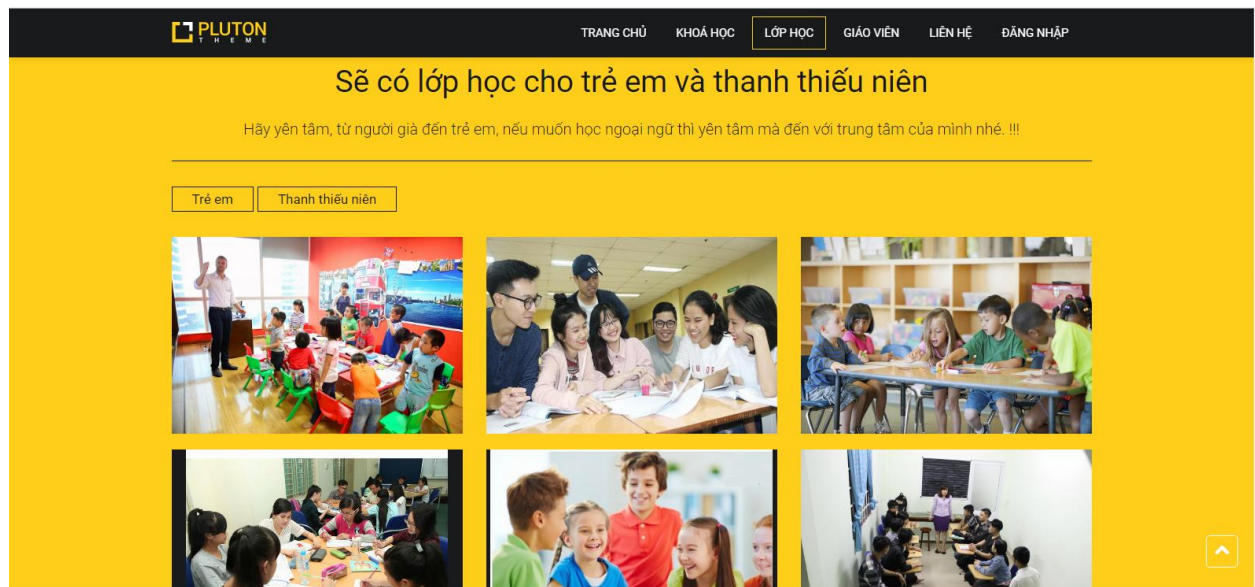 PLUTON
THEME
TRANG CHỦ
KHOÁ HỌC
LỚP HỌC
GIÁO VIÊN
LIÊN HỆ
ĐĂNG NHẬP
Sẽ có lớp học cho trẻ em và thanh thiếu niên
Hãy yên tâm, từ người già đến trẻ em, nếu muốn học ngoại ngữ thì yên tâm mà đến với trung tâm của mình nhé. !!!
Trẻ em
Thanh thiếu niên